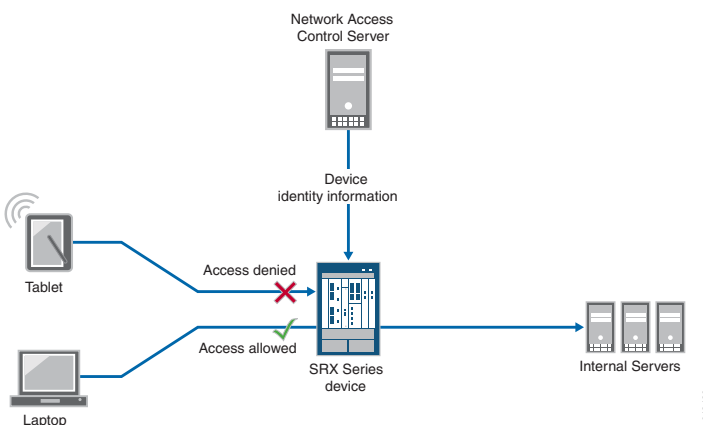 Network Access
Control Server
Device
identity information
Access denied
Tablet
Access allowed
SRX Series
device
Internal Servers
Laptop